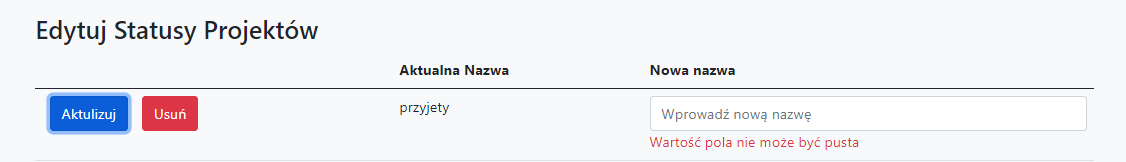 Edytuj Statusy Projektów
Aktualna Nazwa Nowa nazwa
Aktulizuj Usuń przyjety Wprowadź nową nazwę
Wartość pola nie może być pusta